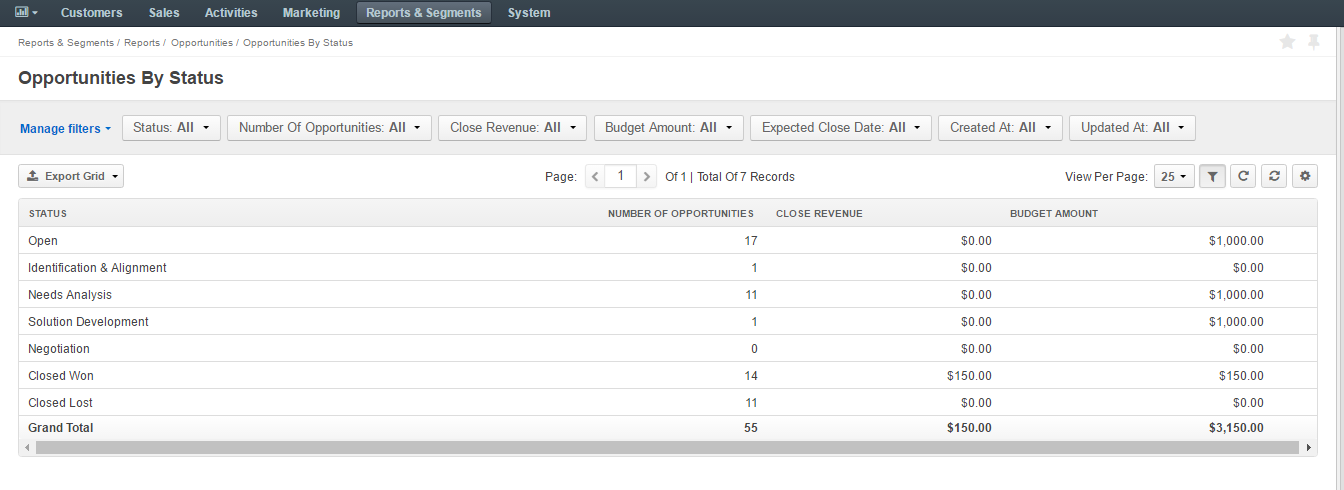 Customers Sales Activities Marketing Reports & Segments System
Reports & Segments / Reports / Opportunities / Opportunities By Status
Opportunities By Status
Manage filters Status: All Number Of Opportunities: All Close Revenue: All Budget Amount: All Expected Close Date: All Created At: All Updated At: All
Export Grid Page: 1 Of 1 | Total Of 7 Records View Per Page: 25
STATUS NUMBER OF OPPORTUNITIES CLOSE REVENUE BUDGET AMOUNT
Open 17 $0.00 $1,000.00
Identification & Alignment 1 $0.00 $0.00
Needs Analysis 11 $0.00 $1,000.00
Solution Development 1 $0.00 $1,000.00
Negotiation 0 $0.00 $0.00
Closed Won 14 $150.00 $150.00
Closed Lost 11 $0.00 $0.00
Grand Total 55 $150.00 $3,150.00